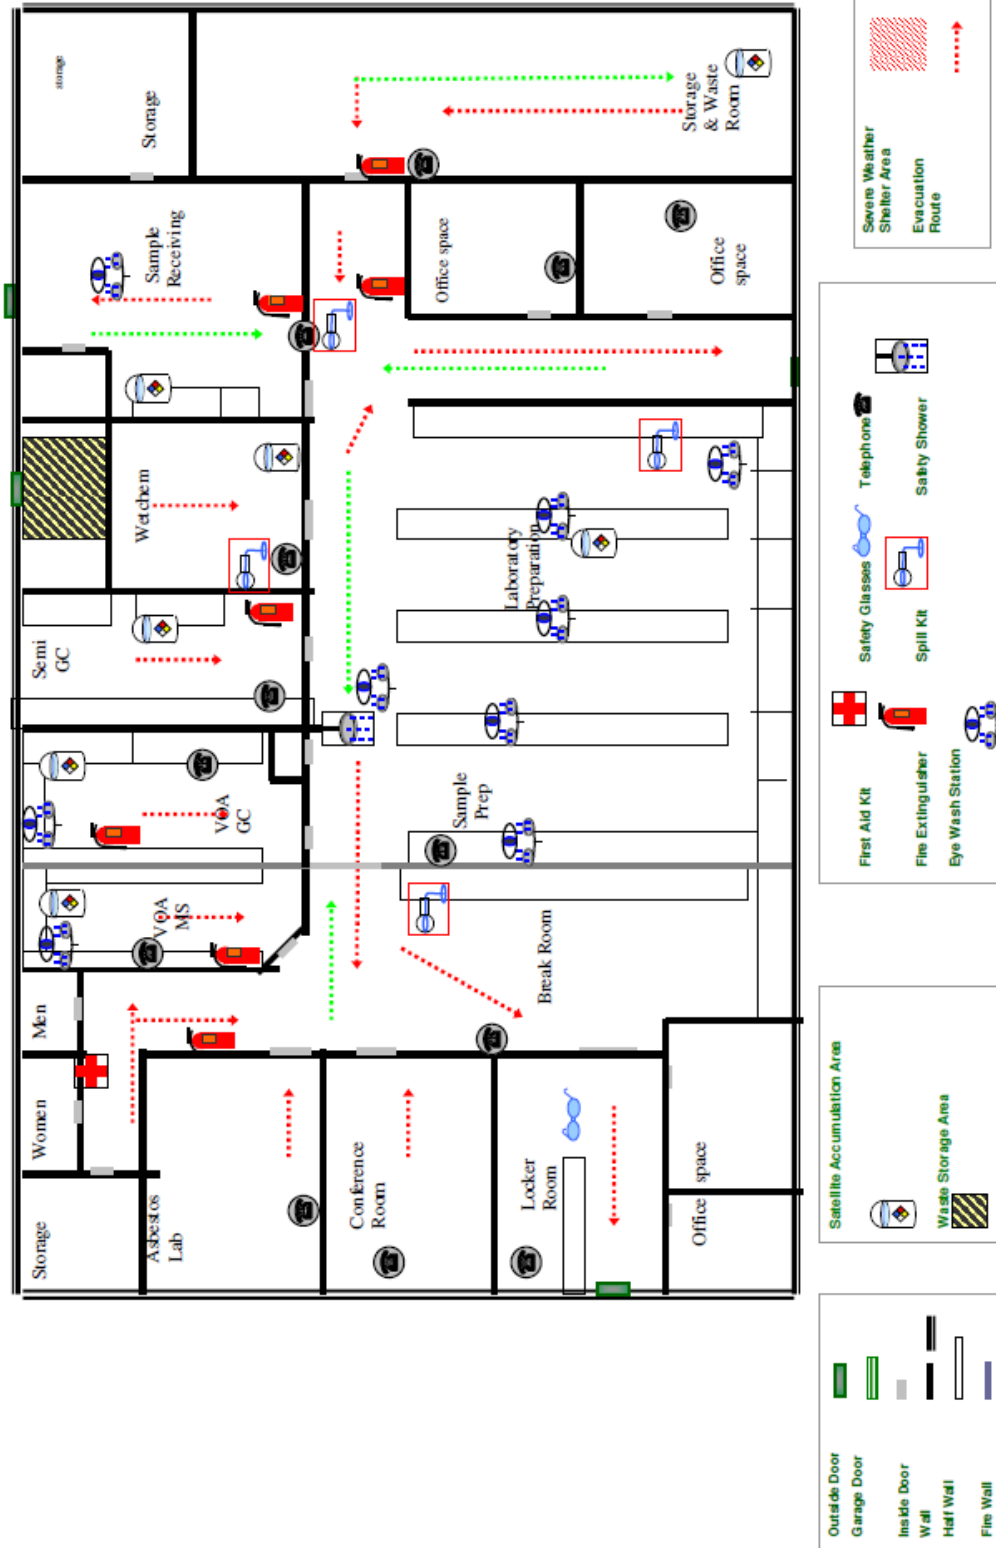 Storage
Women
Men
VOA
MS
VOA
GC
Semi
GC
Wetchem
Sample
Receiving
Storage
storage
Asbestos
Lab
Conference
Room
Locker
Room
Office space
Break Room
Sample
Prep
Laboratory
Preparation
Office space
Office
space
Storage
& Waste
Room
Outside Door
Garage Door
Inside Door
Wall
Half Wall
Fire Wall
Satellite Accumulation Area
Waste Storage Area
First Aid Kit
Fire Extinguisher
Eye Wash Station
Safety Glasses
Spill Kit
Telephone
Safety Shower
Severe Weather
Shelter Area
Evacuation
Route